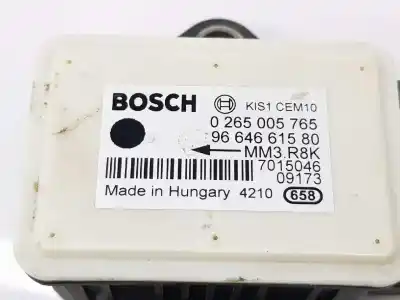 BOSCH KIS1 CEM10
0 265 005 765
96 646 615 80
MM3.R8K
7015046
09173
Made in Hungary 4210 658